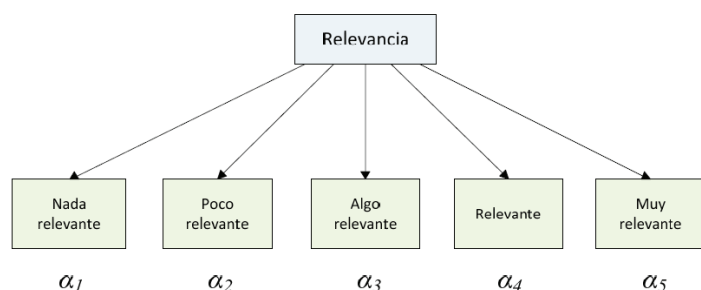 Relevancia
Nada
relevante
Poco
relevante
Algo
relevante
Relevante
Muy
relevante
α1
α2
α3
α4
α5